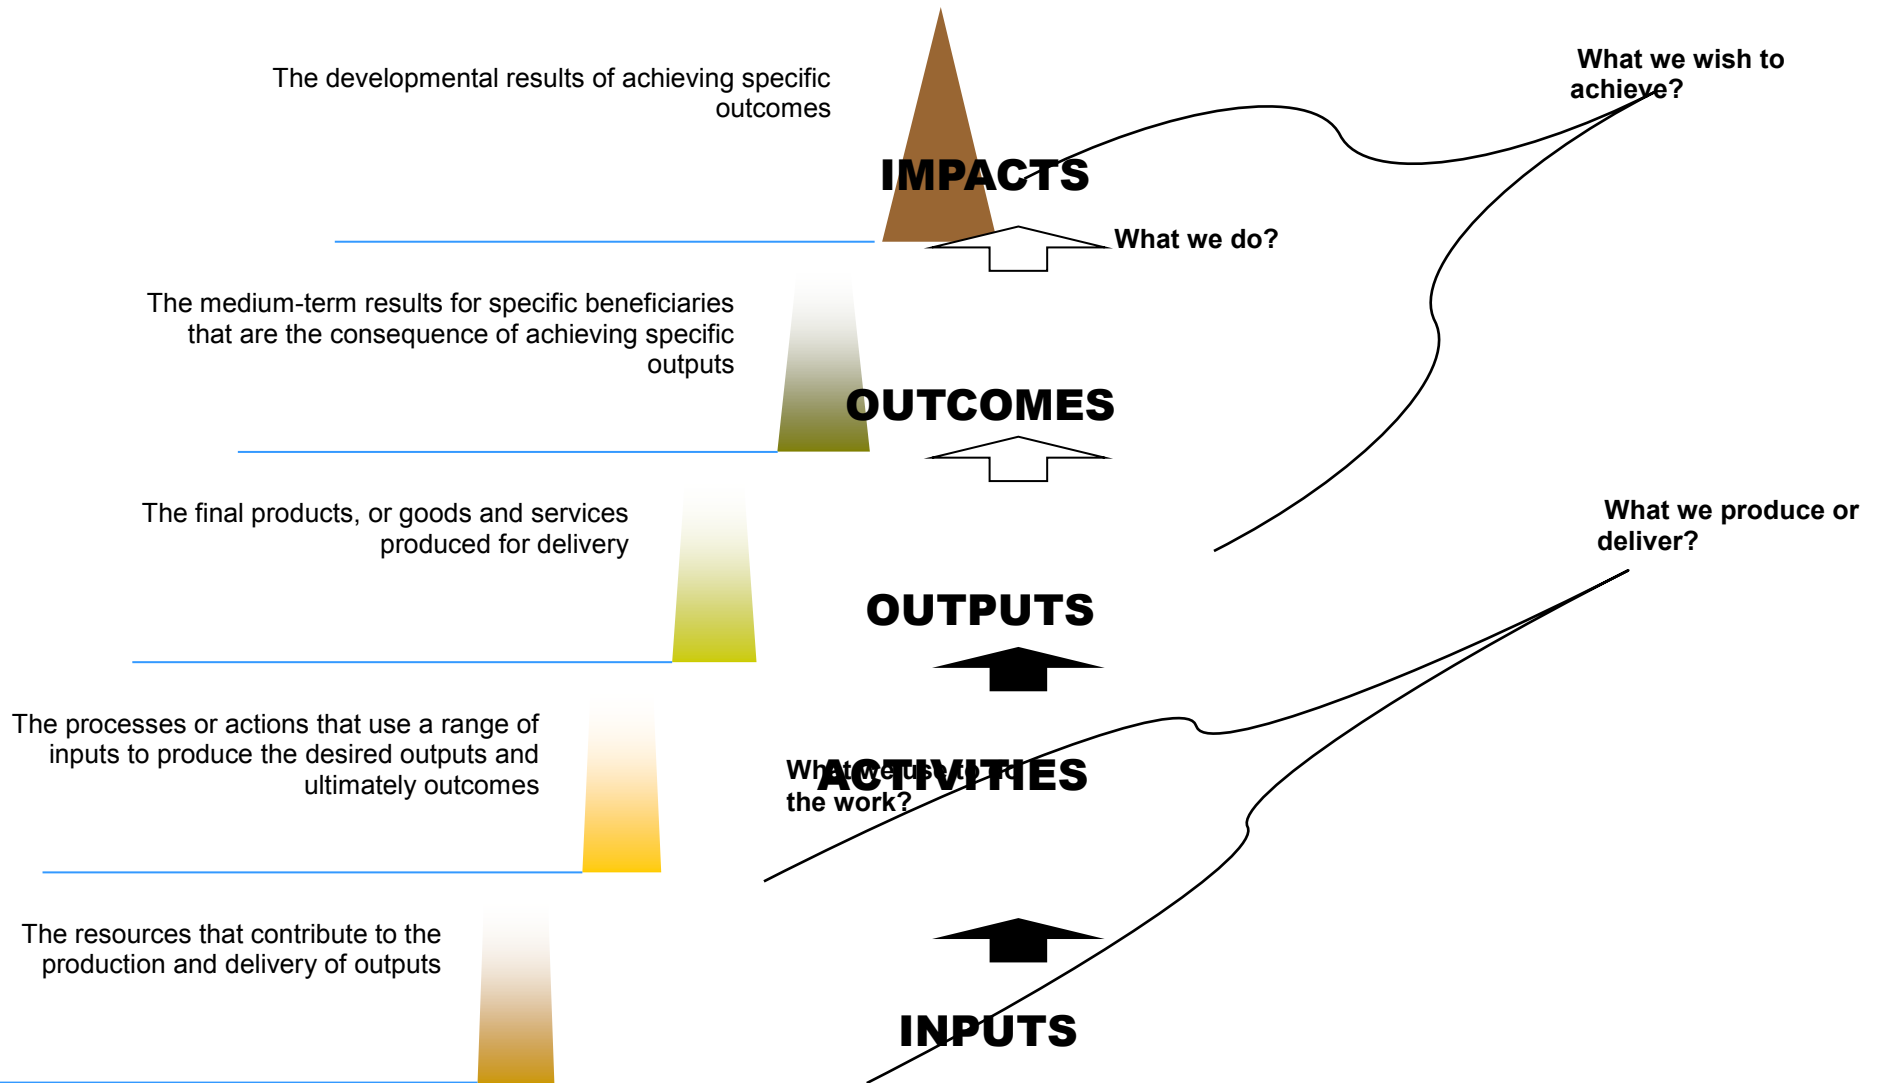 The developmental results of achieving specific
outcomes
What we wish to
achieve?
IMPACTS
What we do?
The medium-term results for specific beneficiaries
that are the consequence of achieving specific
outputs
OUTCOMES
The final products, or goods and services
produced for delivery
What we produce or
deliver?
OUTPUTS
The processes or actions that use a range of
inputs to produce the desired outputs and
ultimately outcomes
What we use to do
the work?
ACTIVITIES
The resources that contribute to the
production and delivery of outputs
INPUTS